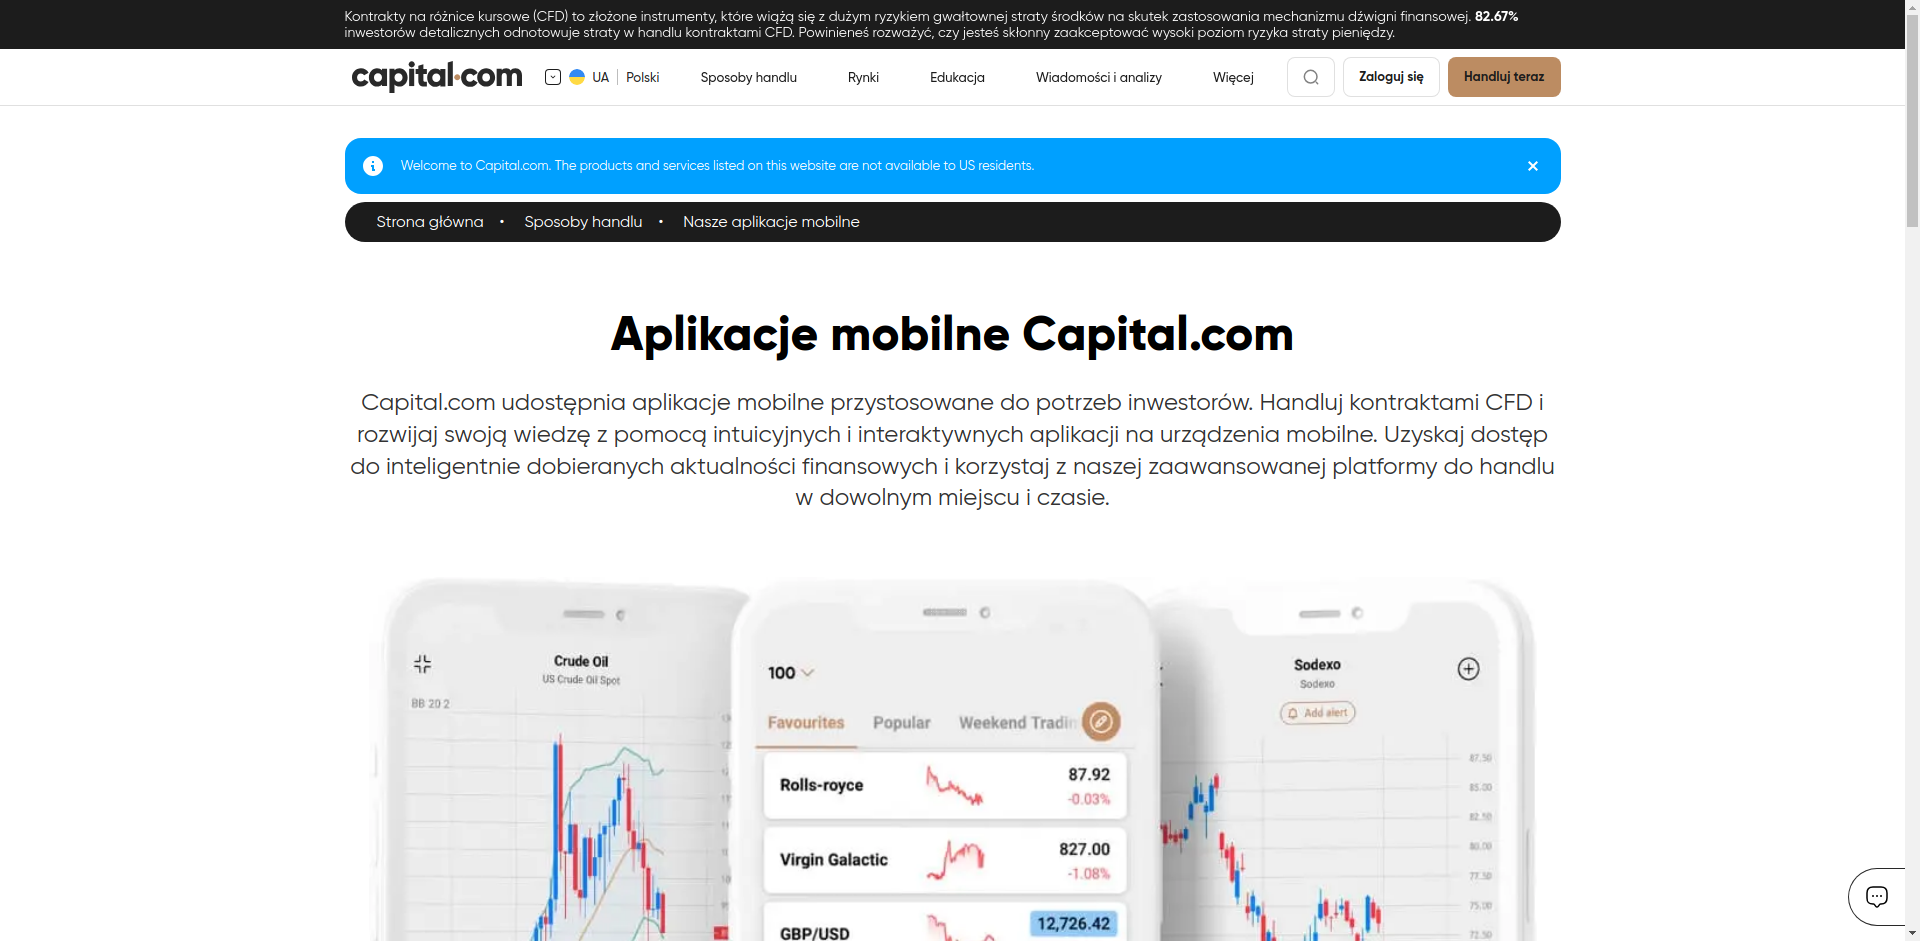 Kontrakty na różnice kursowe (CFD) to złożone instrumenty, które wiążą się z dużym ryzykiem gwałtownej straty środków na skutek zastosowania mechanizmu dźwigni finansowej. 82.67%
inwestorów detalicznych odnotowuje straty w handlu kontraktami CFD. Powinieneś rozważyć, czy jesteś skłonny zaakceptować wysoki poziom ryzyka straty pieniędzy.
capital.com UA Polski Sposoby handlu Rynki Edukacja Wiadomości i analizy Więcej Zaloguj się Handluj teraz
Welcome to Capital.com. The products and services listed on this website are not available to US residents.
Strona główna • Sposoby handlu • Nasze aplikacje mobilne
Aplikacje mobilne Capital.com
Capital.com udostępnia aplikacje mobilne przystosowane do potrzeb inwestorów. Handluj kontraktami CFD i
rozwijaj swoją wiedzę z pomocą intuicyjnych i interaktywnych aplikacji na urządzenia mobilne. Uzyskaj dostęp
do inteligentnie dobieranych aktualności finansowych i korzystaj z naszej zaawansowanej platformy do handlu
w dowolnym miejscu i czasie.
Crude Oil
US Crude Oil Spot
BB 20 2
100
Favourites Popular Weekend Tradin
Rolls-royce 87.92
-0.03%
Virgin Galactic 827.00
-1.08%
GBP/USD 12,726.42
Sodexo
Sodexo
Add alert
87.50
85.00
82.50
80.00
77.50
75.00
72.50